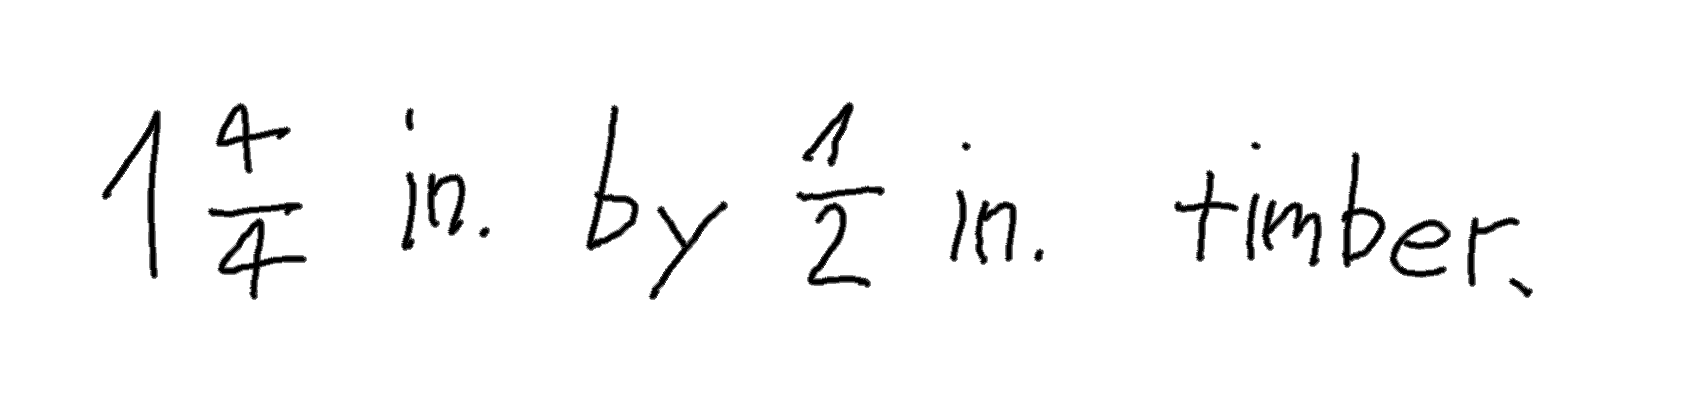 1 4/4 in. by 1/2 in. timber.